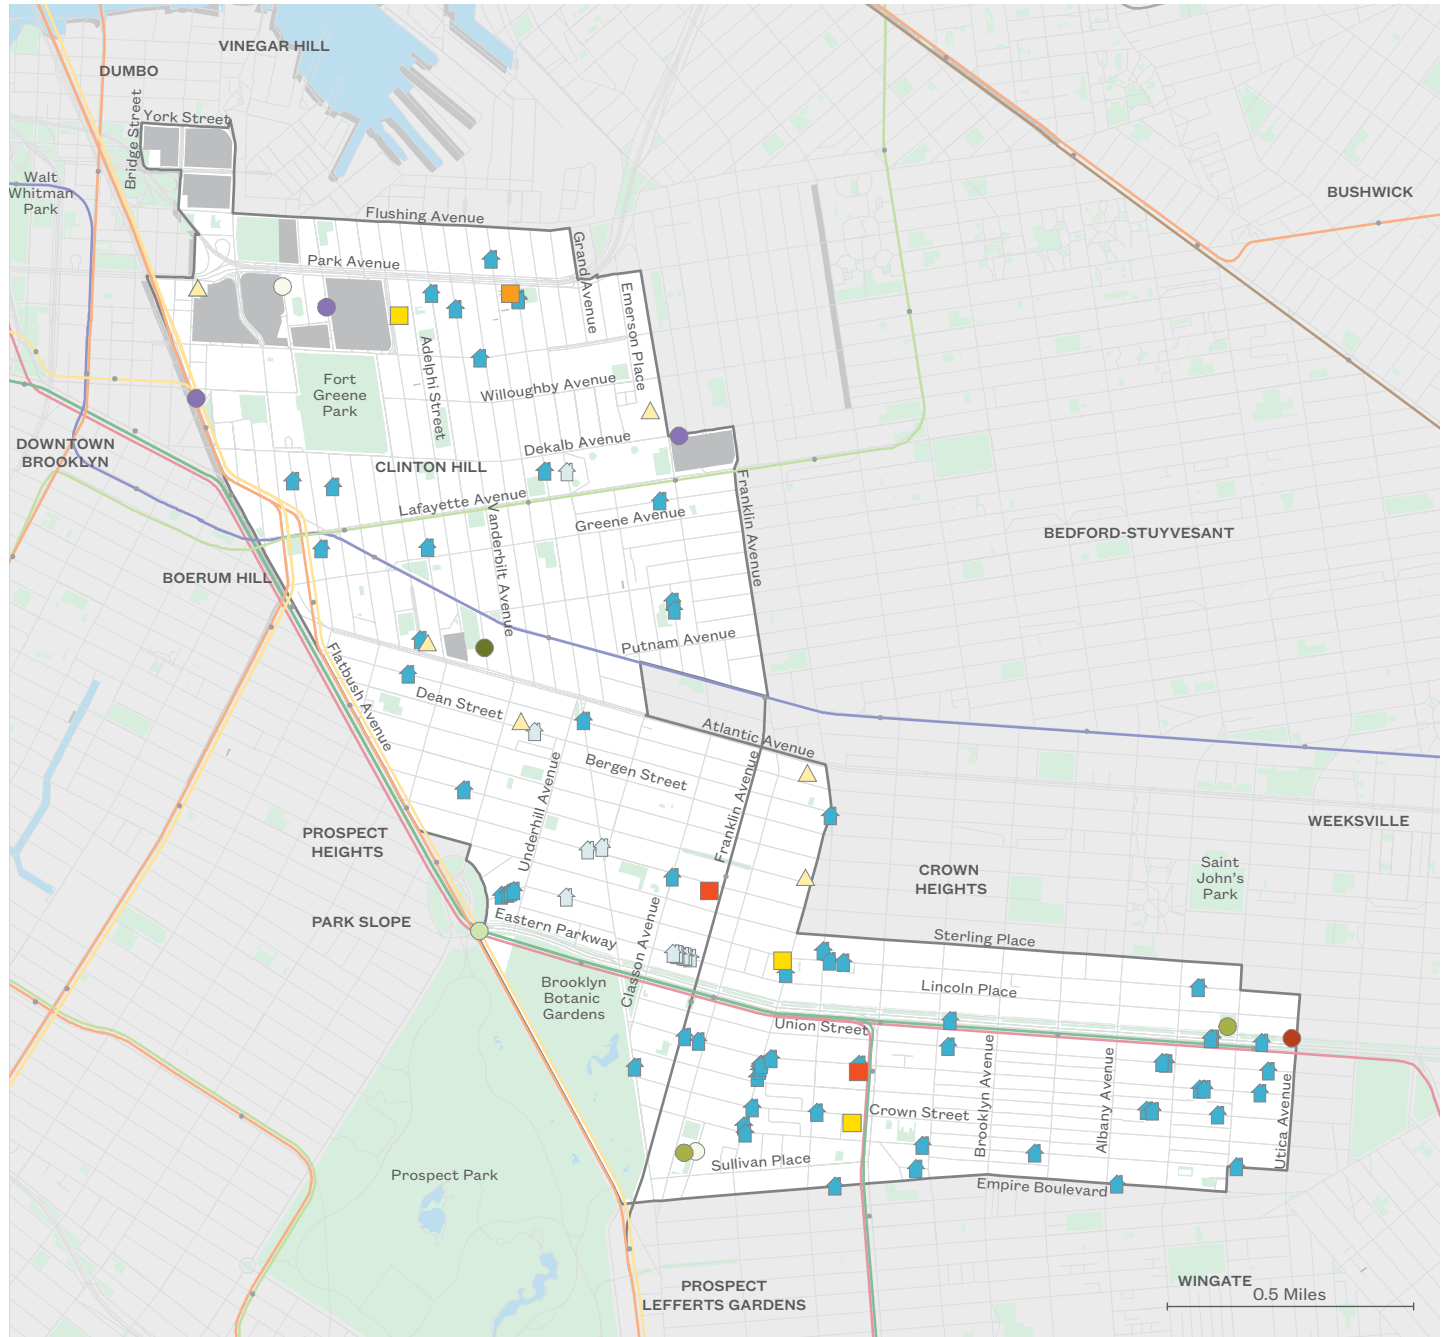 VINEGAR HILL
DUMBO
York Street
Bridge Street
Walt
Whitman
Park
BUSHWICK
Flushing Avenue
Grand Avenue
Park Avenue
Emerson Place
Adelphi Street
Fort
Greene
Park
Willoughby Avenue
Dekalb Avenue
DOWNTOWN
BROOKLYN
CLINTON HILL
Lafayette Avenue
Vanderbilt Avenue
Greene Avenue
Franklin Avenue
BEDFORD-STUYVESANT
BOERUM HILL
Putnam Avenue
Flatbush Avenue
Dean Street
Atlantic Avenue
Bergen Street
Underhill Avenue
Franklin Avenue
PROSPECT
HEIGHTS
WEEKSVILLE
CROWN
HEIGHTS
Saint
John's
Park
PARK SLOPE
Eastern Parkway
Classon Avenue
Sterling Place
Brooklyn
Botanic
Gardens
Lincoln Place
Union Street
Brooklyn Avenue
Albany Avenue
Utica Avenue
Crown Street
Prospect Park
Sullivan Place
Empire Boulevard
PROSPECT
LEFFERTS GARDENS
WINGATE
0.5 Miles